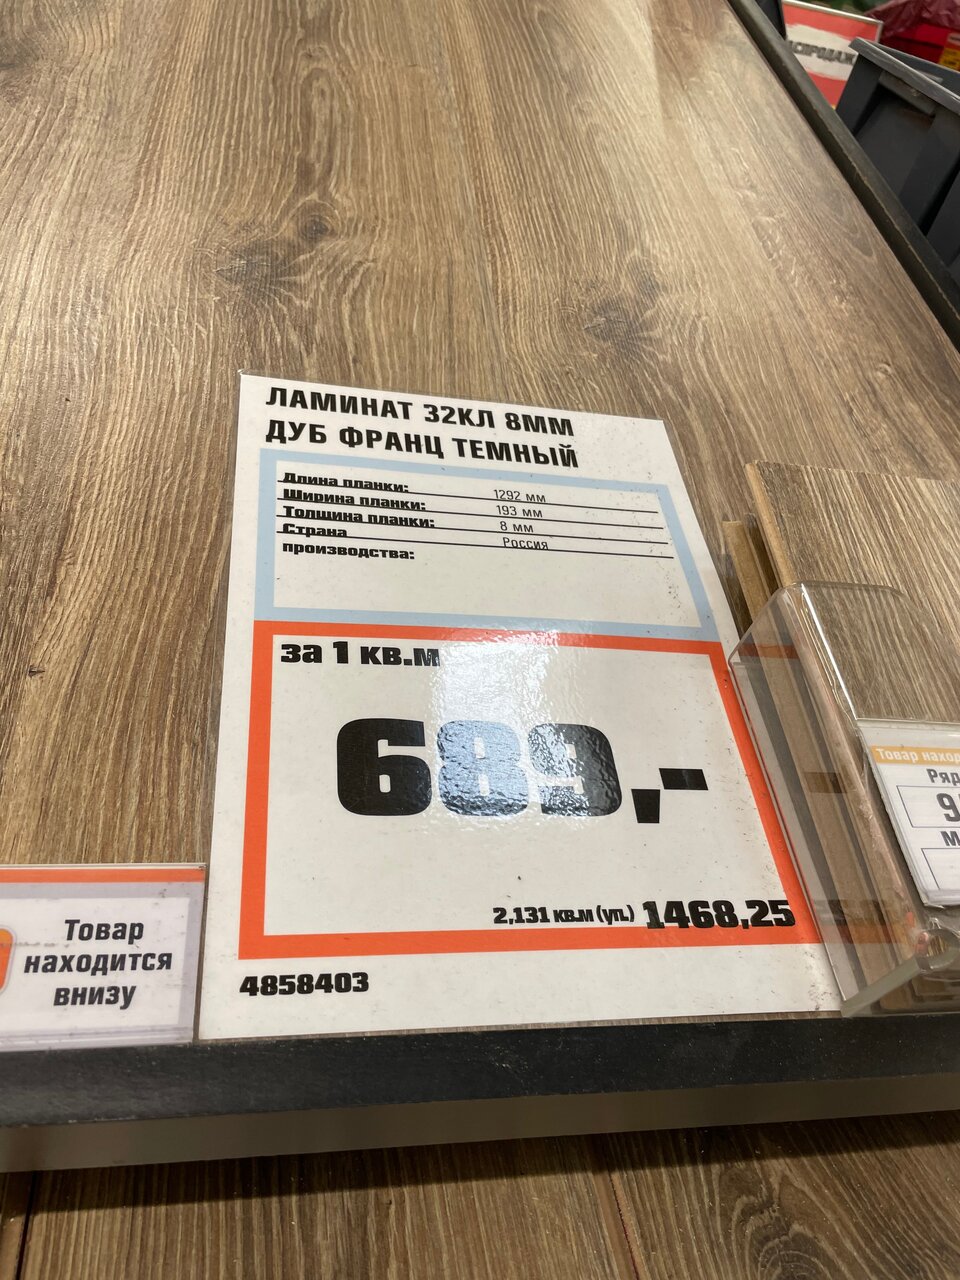 ЛАМИНАТ 32КЛ 8ММ
ДУБ ФРАНЦ ТЕМНЫЙ
Длина планки: 1292 мм
Ширина планки: 193 мм
Толщина планки: 8 мм
Страна Россия
производства:
за 1 кв.м
689,-
2,131 кв.м (уп.) 1468,25
4858403
Товар
находится
внизу
Товар
Ряд